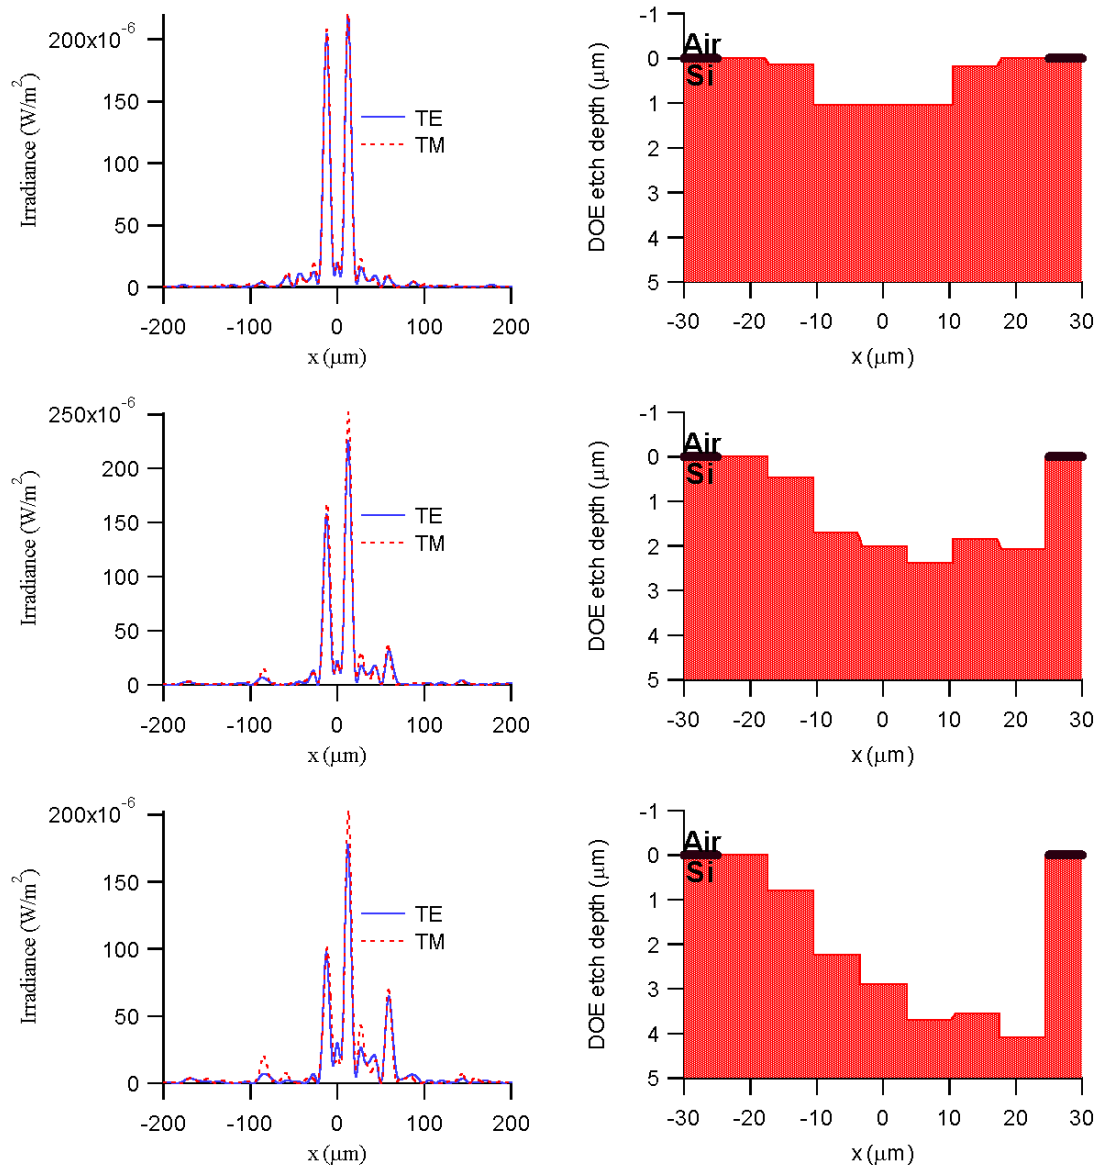 Irradiance (W/m²)
200x10⁻⁶
150
100
50
0
TE
TM
-200 -100 0 100 200
x (μm)
DOE etch depth (μm)
-1
0
1
2
3
4
5
Air
Si
-30 -20 -10 0 10 20 30
x (μm)
Irradiance (W/m²)
250x10⁻⁶
200
150
100
50
0
TE
TM
-200 -100 0 100 200
x (μm)
DOE etch depth (μm)
-1
0
1
2
3
4
5
Air
Si
-30 -20 -10 0 10 20 30
x (μm)
Irradiance (W/m²)
200x10⁻⁶
150
100
50
0
TE
TM
-200 -100 0 100 200
x (μm)
DOE etch depth (μm)
-1
0
1
2
3
4
5
Air
Si
-30 -20 -10 0 10 20 30
x (μm)